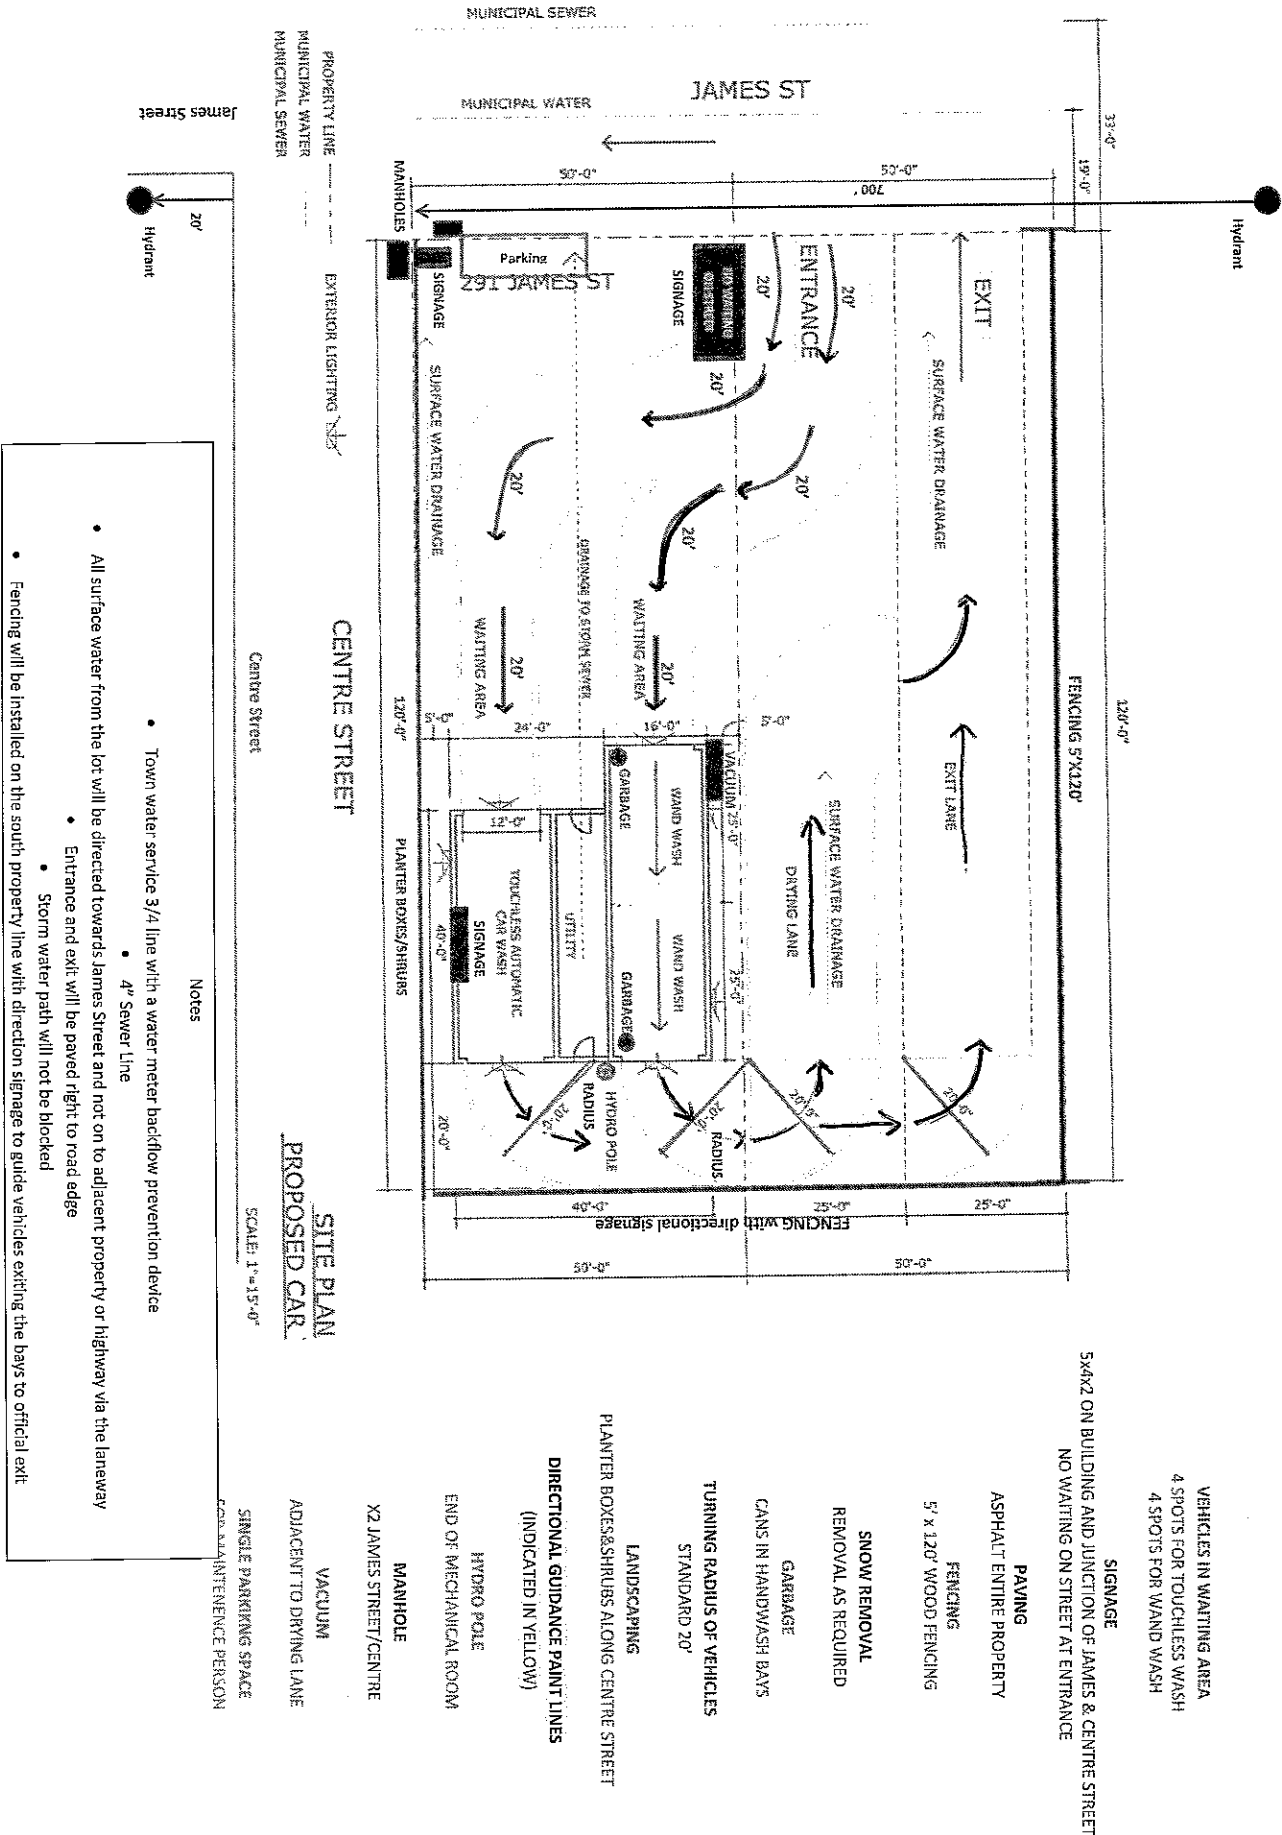 MUNICIPAL SEWER
JAMES ST
MUNICIPAL WATER
33'-0"
19'-0"
50'-0"
50'-0"
700'
Hydrant
James Street
20'
Hydrant
PROPERTY LINE
MUNICIPAL WATER
MUNICIPAL SEWER
EXTERIOR LIGHTING
MANHOLES
SIGNAGE
Parking
291 JAMES ST
SIGNAGE
ENTRANCE
EXIT
20'
20'
20'
20'
20'
20'
SURFACE WATER DRAINAGE
SURFACE WATER DRAINAGE
DRAINAGE TO STORM SEWER
WAITING AREA
20'
WAITING AREA
20'
FENCING 5'X120'
120'-0"
EXIT LANE
SURFACE WATER DRAINAGE
DRYING LANE
CENTRE STREET
Centre Street
120'-0"
5'-0"
24'-0"
16'-0"
5'-0"
VACUUM 25'-0"
GARBAGE
WAND WASH
WAND WASH
GARBAGE
25'-0"
12'-0"
TOUCHLESS AUTOMATIC
CAR WASH
SIGNAGE
UTILITY
40'-0"
PLANTER BOXES/SHRUBS
20'-0"
20'-0"
RADIUS
HYDRO POLE
20'-0"
RADIUS
20'-0"
20'-0"
40'-0"
25'-0"
25'-0"
FENCING with directional signage
50'-0"
50'-0"
SITE PLAN
PROPOSED CAR
SCALE: 1"=15'-0"
VEHICLES IN WAITING AREA
4 SPOTS FOR TOUCHLESS WASH
4 SPOTS FOR WAND WASH
SIGNAGE
5x4x2 ON BUILDING AND JUNCTION OF JAMES & CENTRE STREET
NO WAITING ON STREET AT ENTRANCE
PAVING
ASPHALT ENTIRE PROPERTY
FENCING
5' x 120' WOOD FENCING
SNOW REMOVAL
REMOVAL AS REQUIRED
GARBAGE
CANS IN HANDWASH BAYS
TURNING RADIUS OF VEHICLES
STANDARD 20'
LANDSCAPING
PLANTER BOXES&SHRUBS ALONG CENTRE STREET
DIRECTIONAL GUIDANCE PAINT LINES
(INDICATED IN YELLOW)
HYDRO POLE
END OF MECHANICAL ROOM
MANHOLE
X2 JAMES STREET/CENTRE
VACUUM
ADJACENT TO DRYING LANE
SINGLE PARKIKNG SPACE
FOR MAINTENENCE PERSON
Notes
• Town water service 3/4 line with a water meter backflow prevention device
• 4" Sewer Line
• All surface water from the lot will be directed towards James Street and not on to adjacent property or highway via the laneway
• Entrance and exit will be paved right to road edge
• Storm water path will not be blocked
• Fencing will be installed on the south property line with direction signage to guide vehicles exiting the bays to official exit